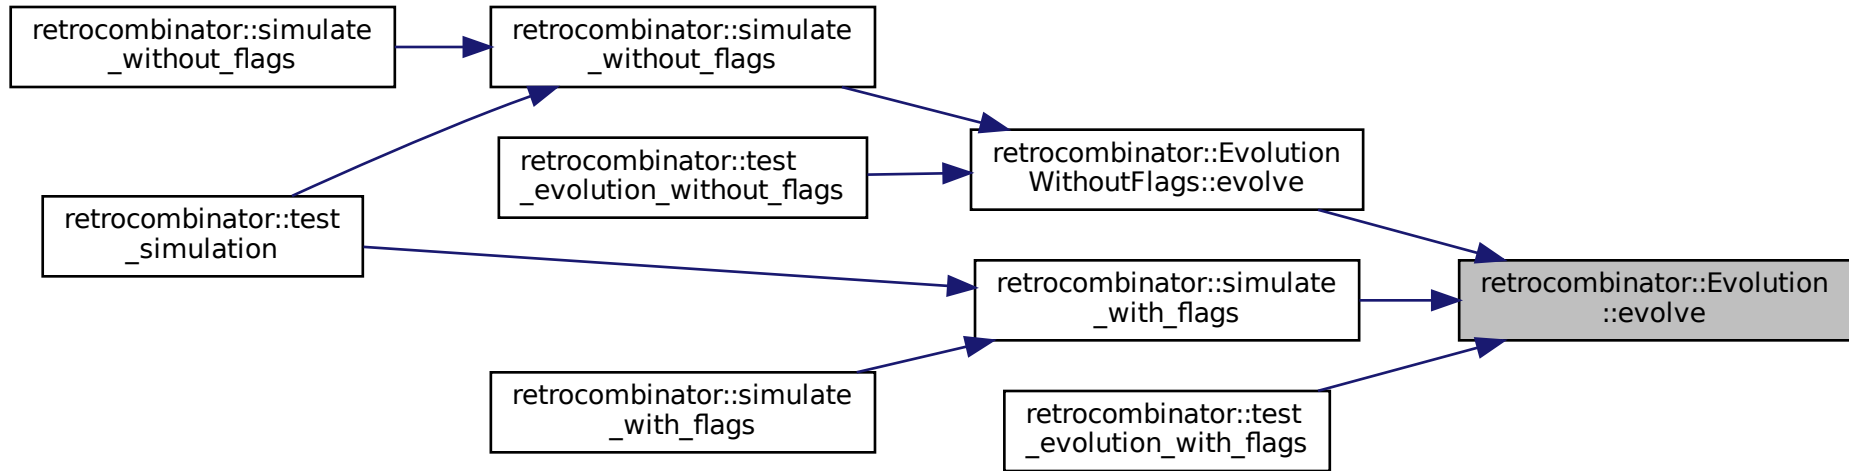 retrocombinator::simulate
_without_flags
retrocombinator::simulate
_without_flags
retrocombinator::test
_evolution_without_flags
retrocombinator::Evolution
WithoutFlags::evolve
retrocombinator::test
_simulation
retrocombinator::simulate
_with_flags
retrocombinator::Evolution
::evolve
retrocombinator::simulate
_with_flags
retrocombinator::test
_evolution_with_flags